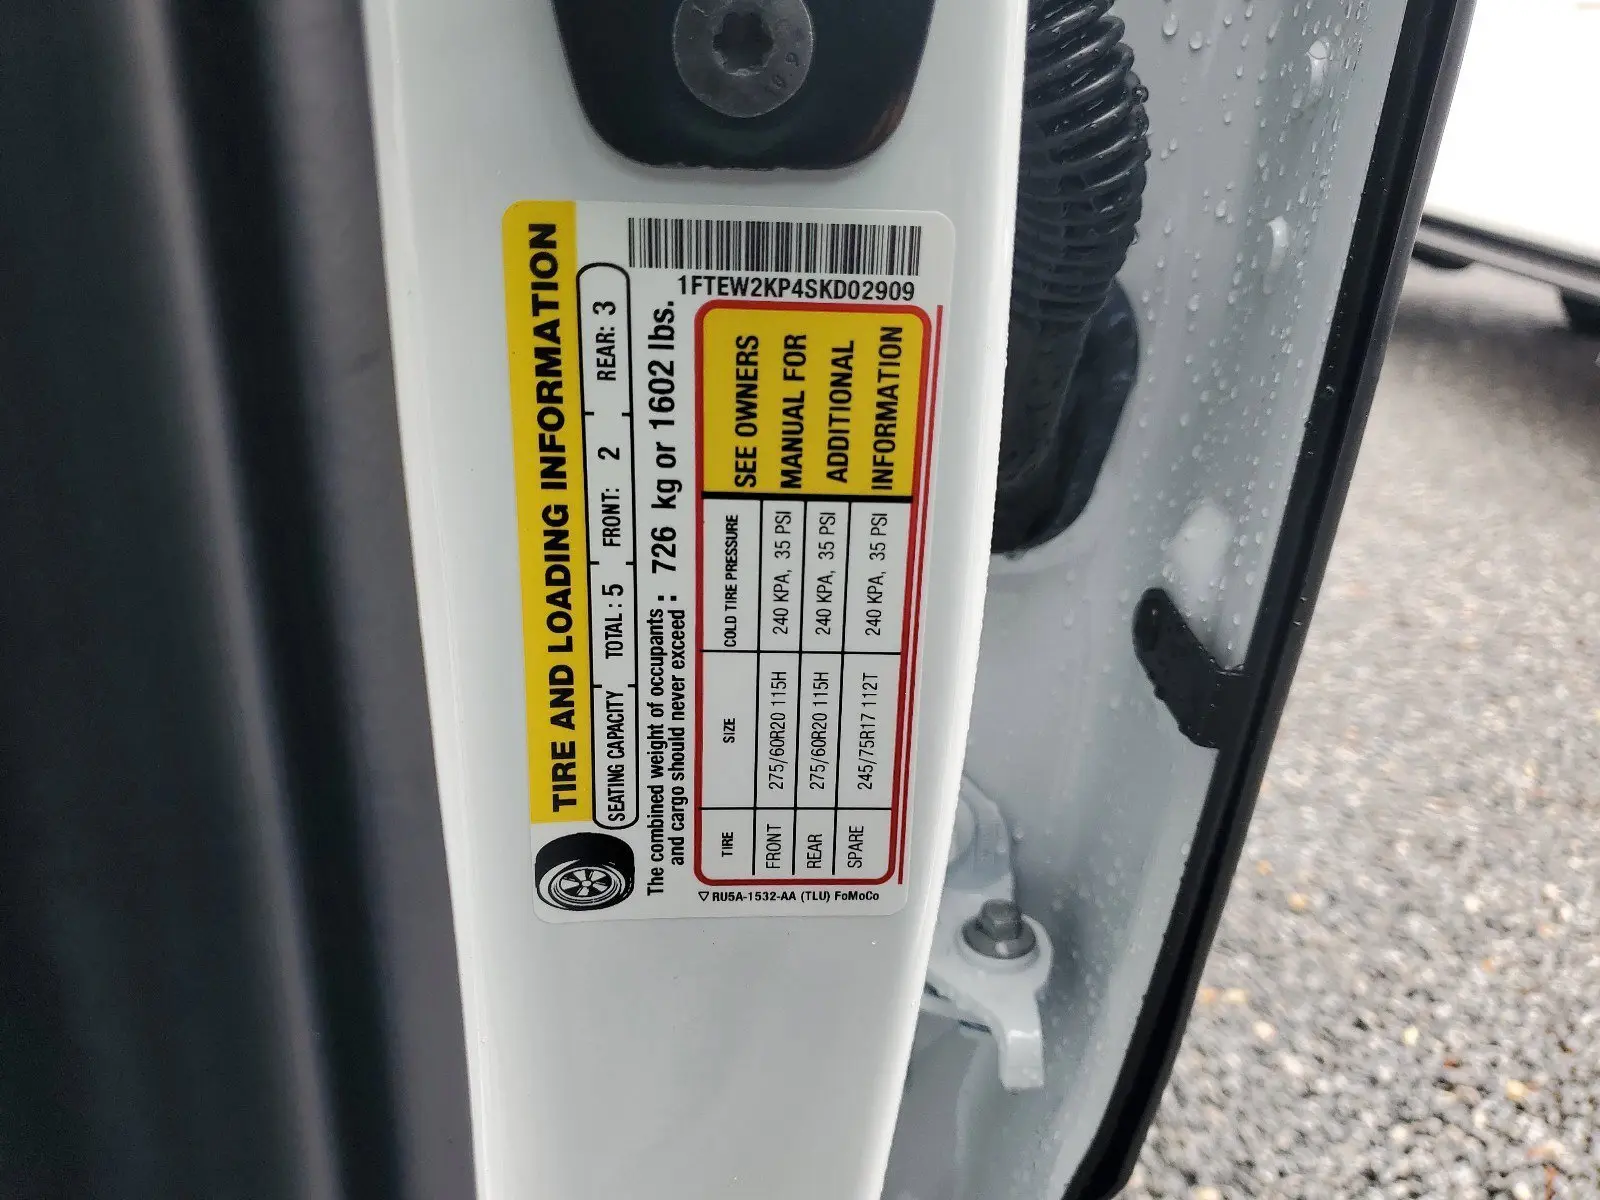 10.9
1FTEW2KP4SKD02909
TIRE AND LOADING INFORMATION
SEATING CAPACITY TOTAL : 5 FRONT: 2 REAR: 3
The combined weight of occupants : 726 kg or 1602 lbs.
and cargo should never exceed :
TIRE SIZE COLD TIRE PRESSURE
FRONT 275/60R20 115H 240 KPA, 35 PSI
REAR 275/60R20 115H 240 KPA, 35 PSI
SPARE 245/75R17 112T 240 KPA, 35 PSI
SEE OWNERS
MANUAL FOR
ADDITIONAL
INFORMATION
RU5A-1532-AA (TLU) FoMoCo